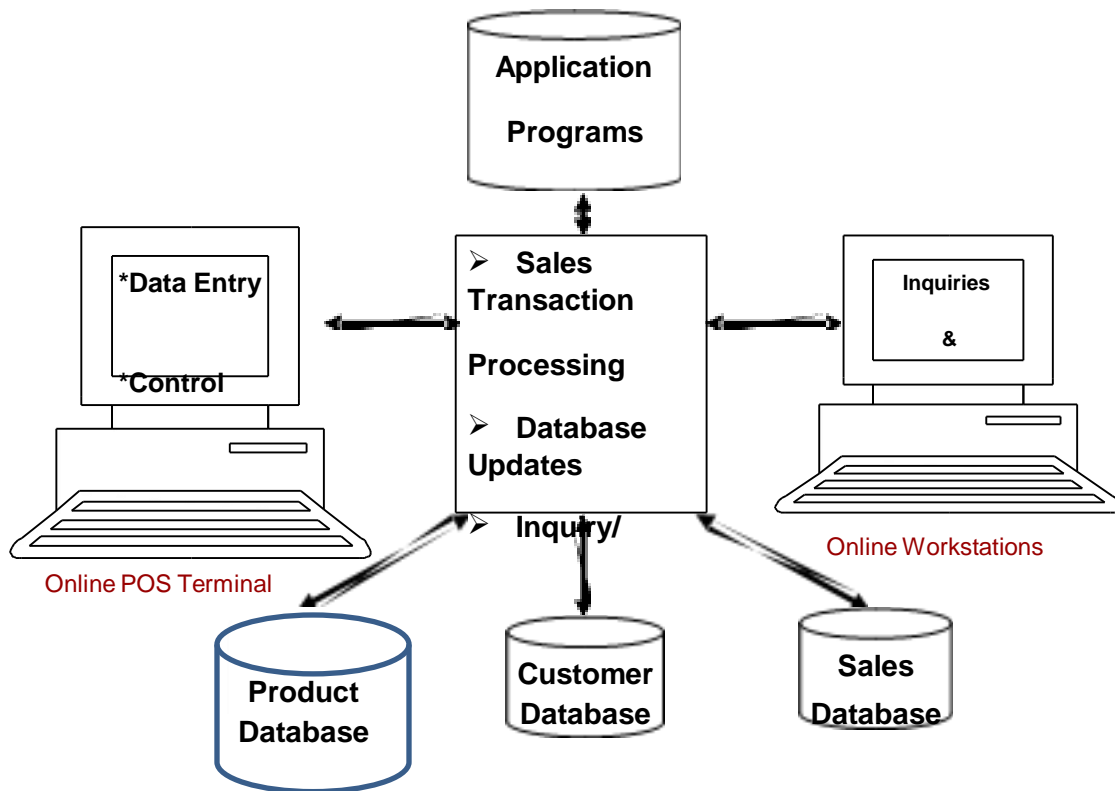 Application
Programs
*Data Entry
*Control
➢ Sales
Transaction
Processing
➢ Database
Updates
➢ Inquiry/
Inquiries
&
Online POS Terminal
Online Workstations
Product
Database
Customer
Database
Sales
Database